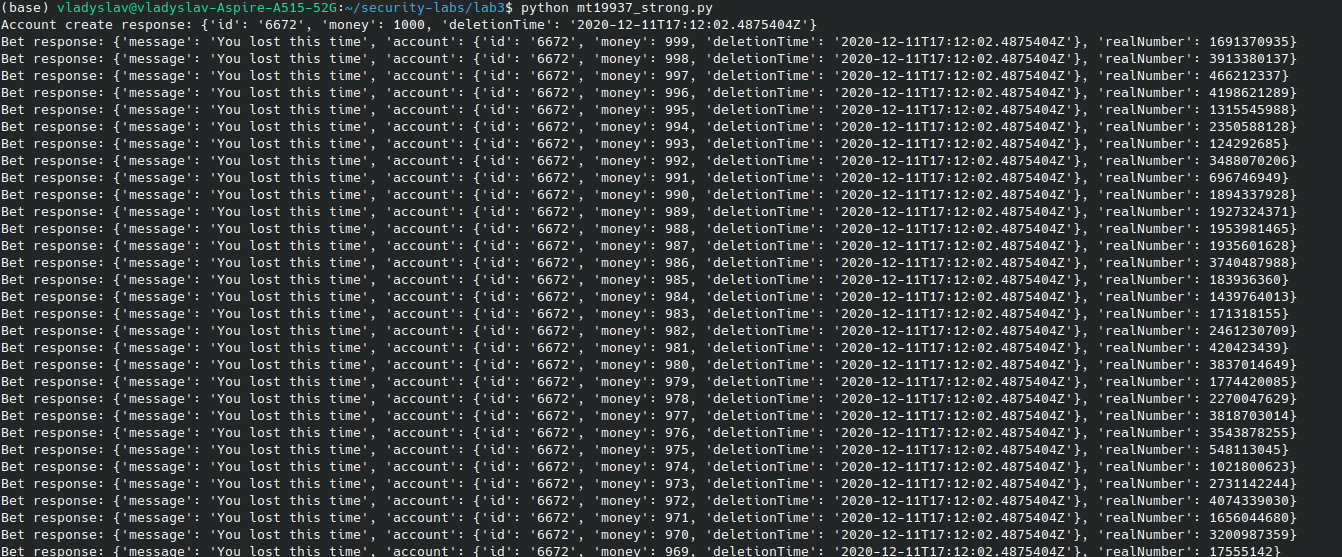 (base) vladyslav@vladyslav-Aspire-A515-52G:~/security-labs/lab3$ python mt19937_strong.py
Account create response: {'id': '6672', 'money': 1000, 'deletionTime': '2020-12-11T17:12:02.4875404Z'}
Bet response: {'message': 'You lost this time', 'account': {'id': '6672', 'money': 999, 'deletionTime': '2020-12-11T17:12:02.4875404Z'}, 'realNumber': 1691370935}
Bet response: {'message': 'You lost this time', 'account': {'id': '6672', 'money': 998, 'deletionTime': '2020-12-11T17:12:02.4875404Z'}, 'realNumber': 3913380137}
Bet response: {'message': 'You lost this time', 'account': {'id': '6672', 'money': 997, 'deletionTime': '2020-12-11T17:12:02.4875404Z'}, 'realNumber': 466212337}
Bet response: {'message': 'You lost this time', 'account': {'id': '6672', 'money': 996, 'deletionTime': '2020-12-11T17:12:02.4875404Z'}, 'realNumber': 4198621289}
Bet response: {'message': 'You lost this time', 'account': {'id': '6672', 'money': 995, 'deletionTime': '2020-12-11T17:12:02.4875404Z'}, 'realNumber': 1315545988}
Bet response: {'message': 'You lost this time', 'account': {'id': '6672', 'money': 994, 'deletionTime': '2020-12-11T17:12:02.4875404Z'}, 'realNumber': 2350588128}
Bet response: {'message': 'You lost this time', 'account': {'id': '6672', 'money': 993, 'deletionTime': '2020-12-11T17:12:02.4875404Z'}, 'realNumber': 124292685}
Bet response: {'message': 'You lost this time', 'account': {'id': '6672', 'money': 992, 'deletionTime': '2020-12-11T17:12:02.4875404Z'}, 'realNumber': 3488070206}
Bet response: {'message': 'You lost this time', 'account': {'id': '6672', 'money': 991, 'deletionTime': '2020-12-11T17:12:02.4875404Z'}, 'realNumber': 696746949}
Bet response: {'message': 'You lost this time', 'account': {'id': '6672', 'money': 990, 'deletionTime': '2020-12-11T17:12:02.4875404Z'}, 'realNumber': 1894337928}
Bet response: {'message': 'You lost this time', 'account': {'id': '6672', 'money': 989, 'deletionTime': '2020-12-11T17:12:02.4875404Z'}, 'realNumber': 1927324371}
Bet response: {'message': 'You lost this time', 'account': {'id': '6672', 'money': 988, 'deletionTime': '2020-12-11T17:12:02.4875404Z'}, 'realNumber': 1953981465}
Bet response: {'message': 'You lost this time', 'account': {'id': '6672', 'money': 987, 'deletionTime': '2020-12-11T17:12:02.4875404Z'}, 'realNumber': 1935601628}
Bet response: {'message': 'You lost this time', 'account': {'id': '6672', 'money': 986, 'deletionTime': '2020-12-11T17:12:02.4875404Z'}, 'realNumber': 3740487988}
Bet response: {'message': 'You lost this time', 'account': {'id': '6672', 'money': 985, 'deletionTime': '2020-12-11T17:12:02.4875404Z'}, 'realNumber': 183936360}
Bet response: {'message': 'You lost this time', 'account': {'id': '6672', 'money': 984, 'deletionTime': '2020-12-11T17:12:02.4875404Z'}, 'realNumber': 1439764013}
Bet response: {'message': 'You lost this time', 'account': {'id': '6672', 'money': 983, 'deletionTime': '2020-12-11T17:12:02.4875404Z'}, 'realNumber': 171318155}
Bet response: {'message': 'You lost this time', 'account': {'id': '6672', 'money': 982, 'deletionTime': '2020-12-11T17:12:02.4875404Z'}, 'realNumber': 2461230709}
Bet response: {'message': 'You lost this time', 'account': {'id': '6672', 'money': 981, 'deletionTime': '2020-12-11T17:12:02.4875404Z'}, 'realNumber': 420423439}
Bet response: {'message': 'You lost this time', 'account': {'id': '6672', 'money': 980, 'deletionTime': '2020-12-11T17:12:02.4875404Z'}, 'realNumber': 3837014649}
Bet response: {'message': 'You lost this time', 'account': {'id': '6672', 'money': 979, 'deletionTime': '2020-12-11T17:12:02.4875404Z'}, 'realNumber': 1774420085}
Bet response: {'message': 'You lost this time', 'account': {'id': '6672', 'money': 978, 'deletionTime': '2020-12-11T17:12:02.4875404Z'}, 'realNumber': 2270047629}
Bet response: {'message': 'You lost this time', 'account': {'id': '6672', 'money': 977, 'deletionTime': '2020-12-11T17:12:02.4875404Z'}, 'realNumber': 3818703014}
Bet response: {'message': 'You lost this time', 'account': {'id': '6672', 'money': 976, 'deletionTime': '2020-12-11T17:12:02.4875404Z'}, 'realNumber': 3543878255}
Bet response: {'message': 'You lost this time', 'account': {'id': '6672', 'money': 975, 'deletionTime': '2020-12-11T17:12:02.4875404Z'}, 'realNumber': 548113045}
Bet response: {'message': 'You lost this time', 'account': {'id': '6672', 'money': 974, 'deletionTime': '2020-12-11T17:12:02.4875404Z'}, 'realNumber': 1021800623}
Bet response: {'message': 'You lost this time', 'account': {'id': '6672', 'money': 973, 'deletionTime': '2020-12-11T17:12:02.4875404Z'}, 'realNumber': 2731142244}
Bet response: {'message': 'You lost this time', 'account': {'id': '6672', 'money': 972, 'deletionTime': '2020-12-11T17:12:02.4875404Z'}, 'realNumber': 4074339030}
Bet response: {'message': 'You lost this time', 'account': {'id': '6672', 'money': 971, 'deletionTime': '2020-12-11T17:12:02.4875404Z'}, 'realNumber': 1656044680}
Bet response: {'message': 'You lost this time', 'account': {'id': '6672', 'money': 970, 'deletionTime': '2020-12-11T17:12:02.4875404Z'}, 'realNumber': 3200987359}
Bet response: {'message': 'You lost this time', 'account': {'id': '6672', 'money': 969, 'deletionTime': '2020-12-11T17:12:02.4875404Z'}, 'realNumber': 17555142}